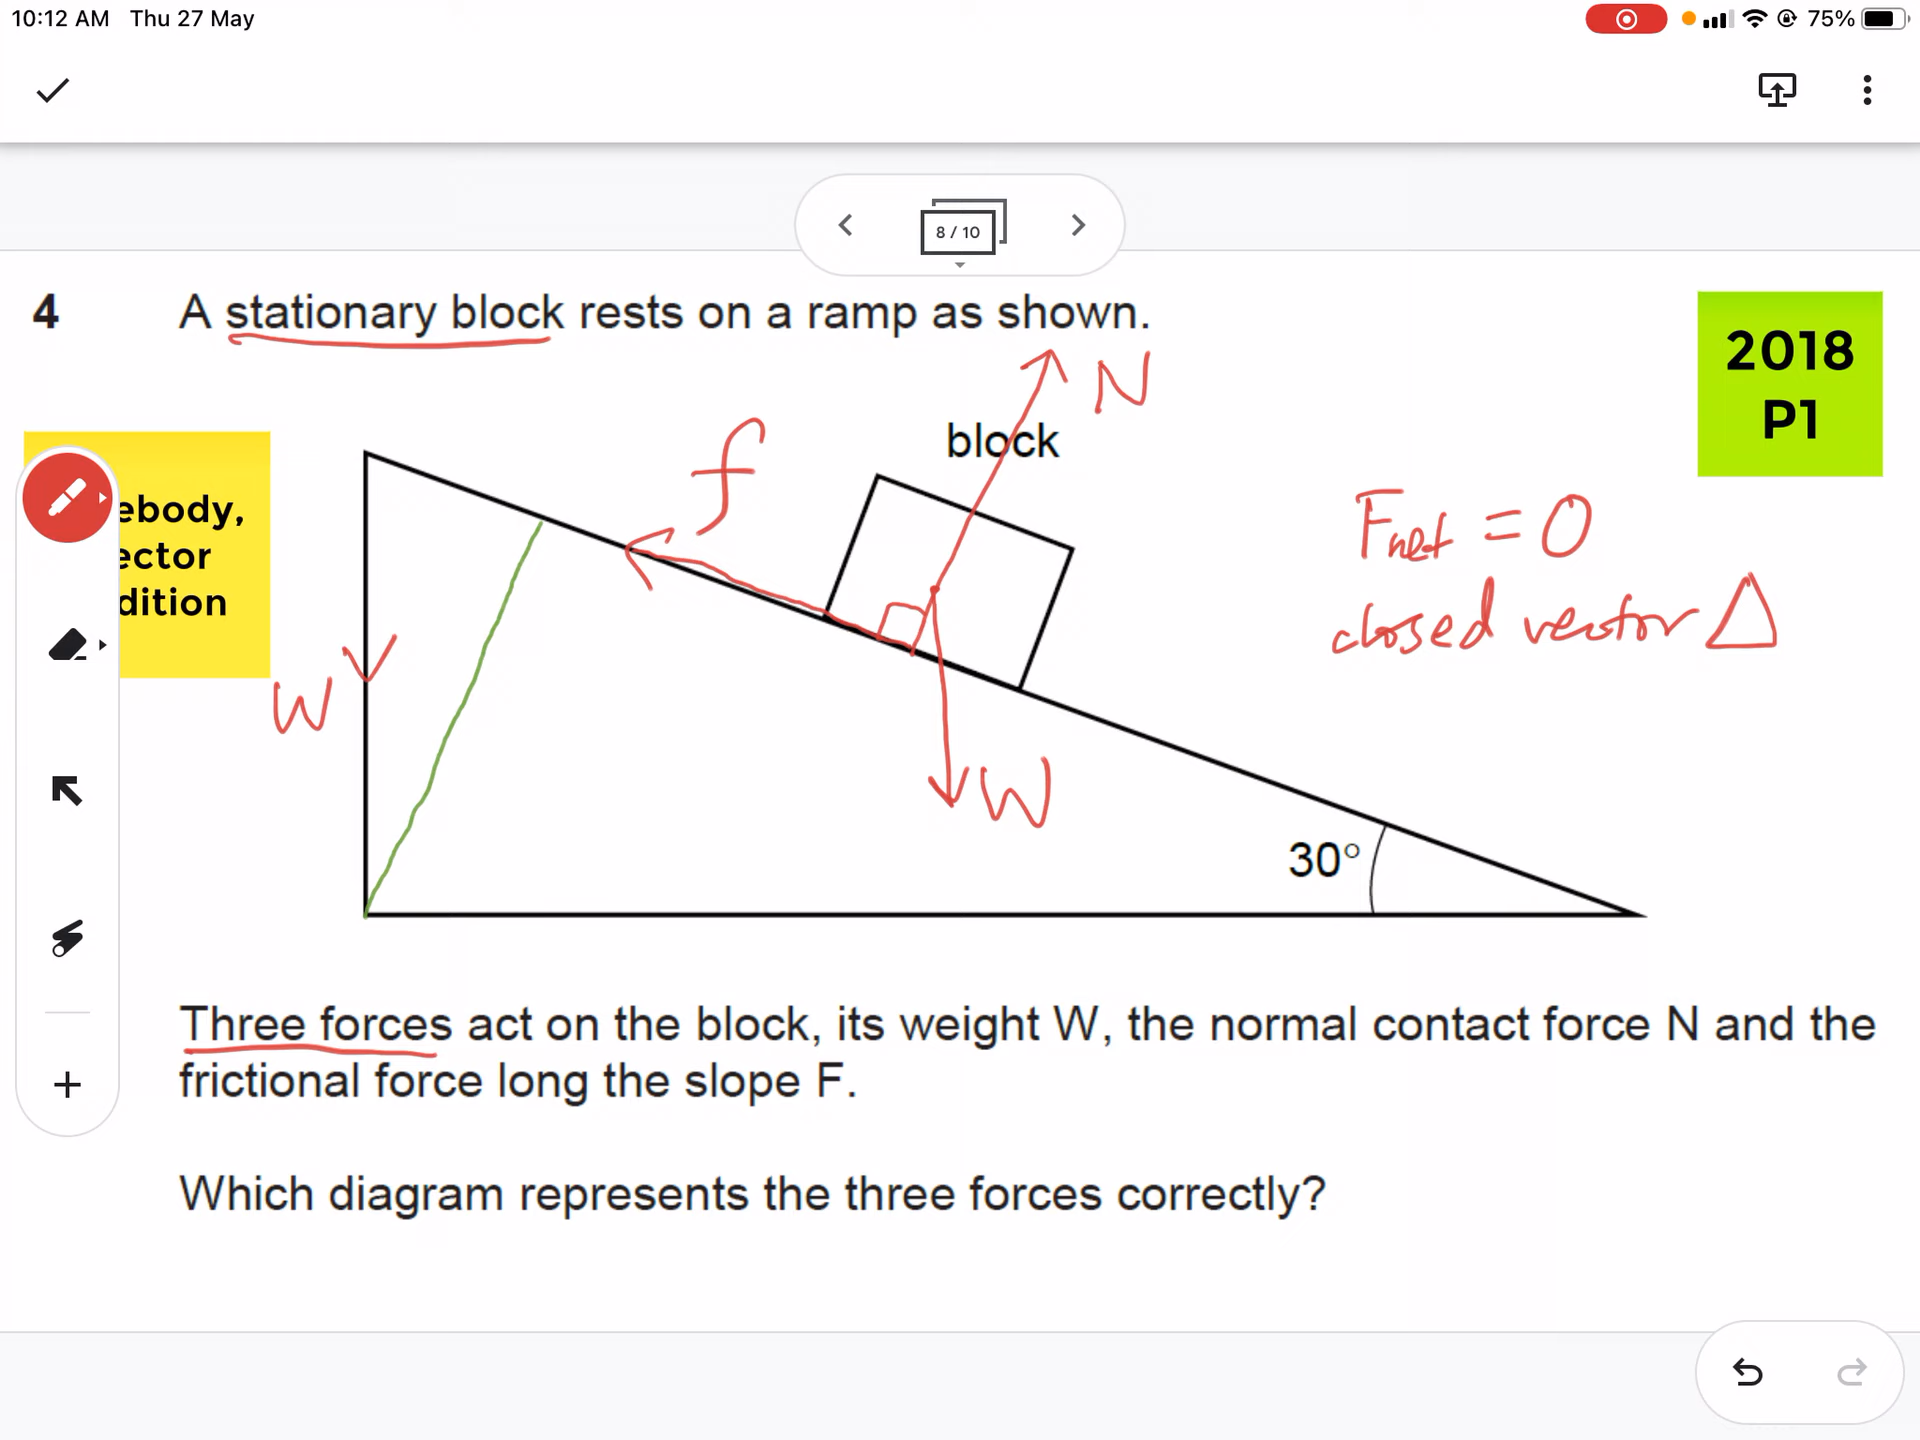 10:12 AM Thu 27 May
75%
8 / 10
4 A stationary block rests on a ramp as shown.
2018
P1
N
f
block
ebody,
ector
dition
Fnet = 0
closed vector Δ
W
W
30°
Three forces act on the block, its weight W, the normal contact force N and the
frictional force long the slope F.
Which diagram represents the three forces correctly?